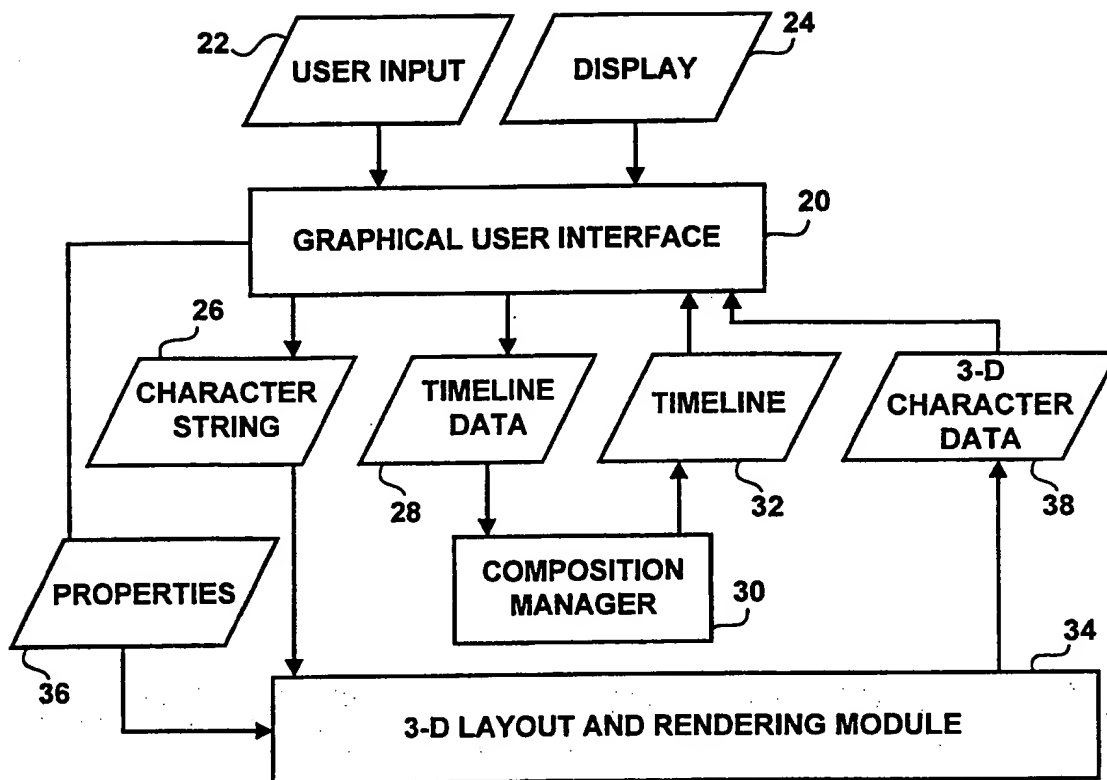 22
USER INPUT
DISPLAY
24
GRAPHICAL USER INTERFACE
20
26
CHARACTER
STRING
TIMELINE
DATA
28
TIMELINE
32
3-D
CHARACTER
DATA
38
PROPERTIES
36
COMPOSITION
MANAGER
30
34
3-D LAYOUT AND RENDERING MODULE